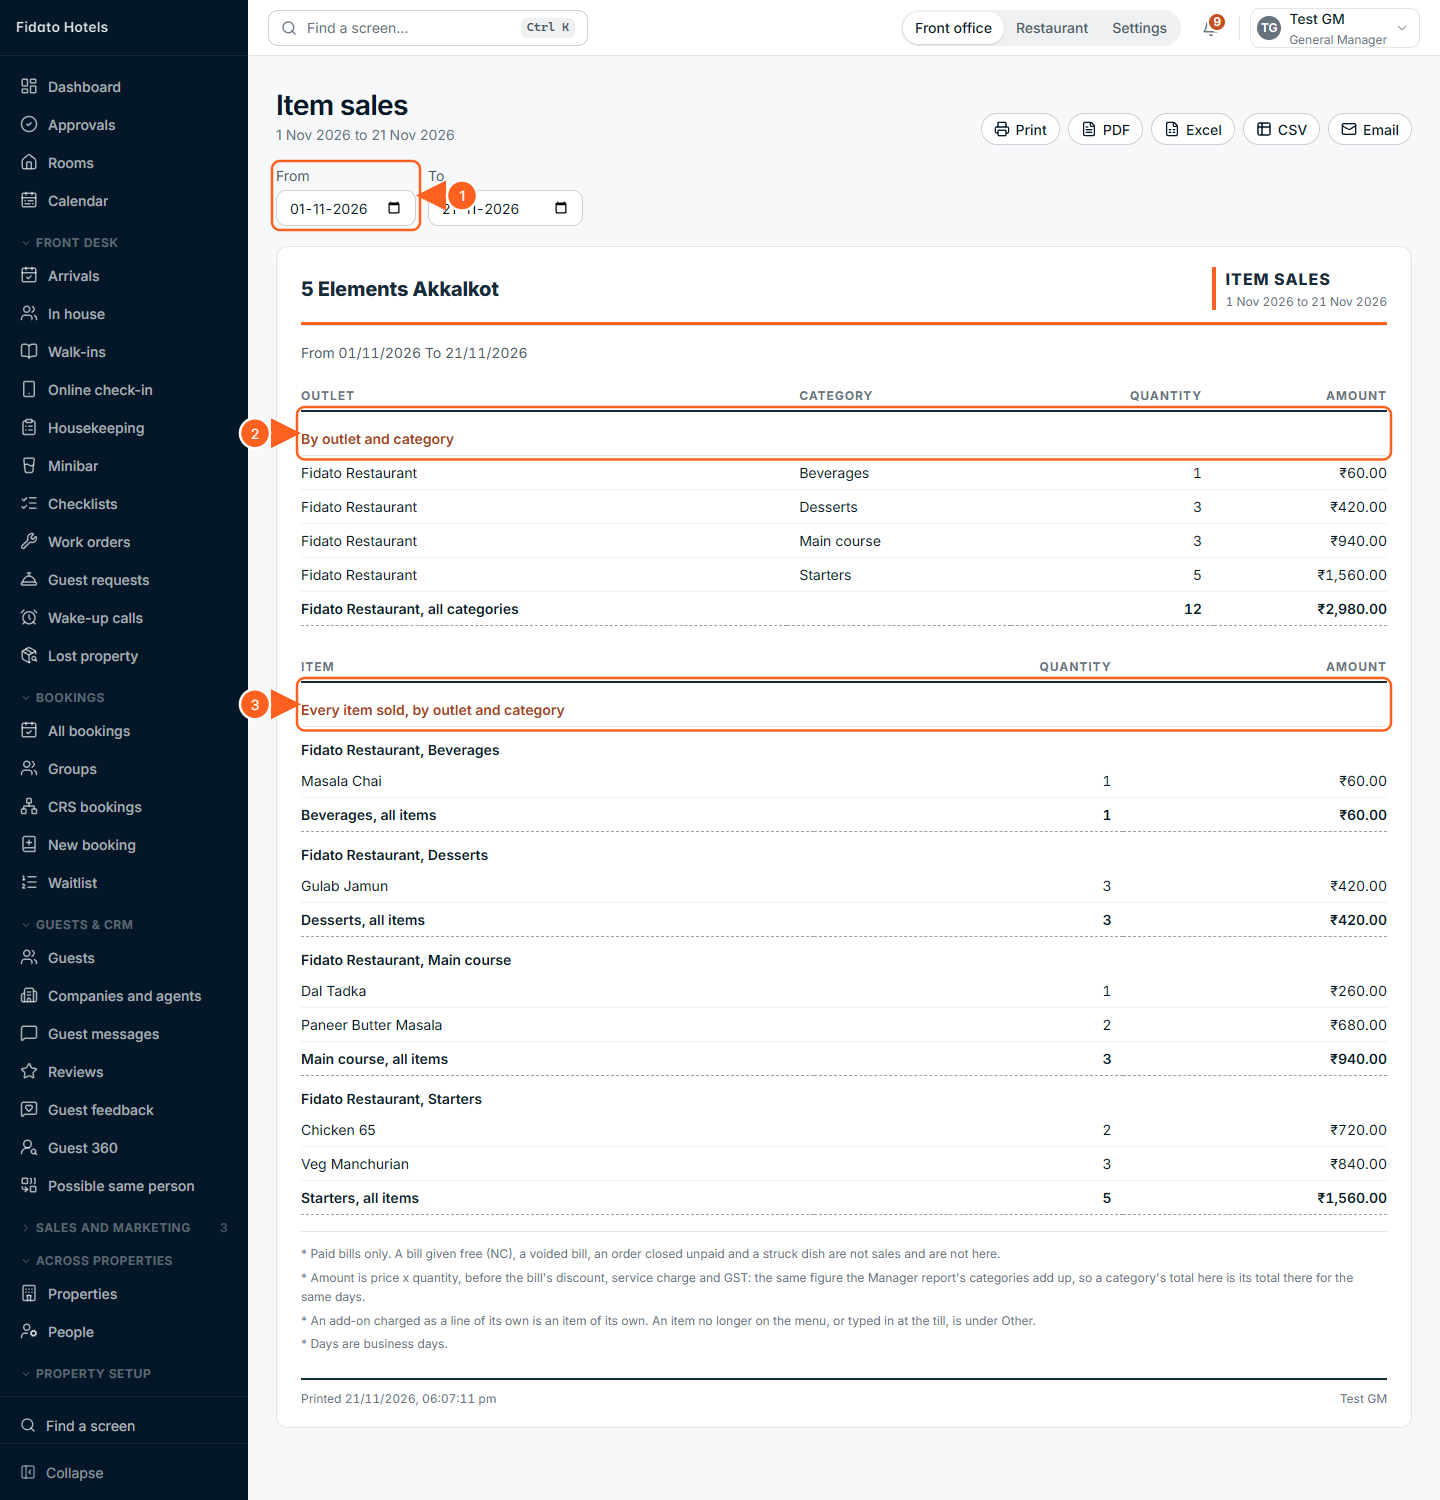 Fidato Hotels
Find a screen... Ctrl K
Front office Restaurant Settings
9
TG Test GM
General Manager
Dashboard
Approvals
Rooms
Calendar
FRONT DESK
Arrivals
In house
Walk-ins
Online check-in
Housekeeping
Minibar
Checklists
Work orders
Guest requests
Wake-up calls
Lost property
BOOKINGS
All bookings
Groups
CRS bookings
New booking
Waitlist
GUESTS & CRM
Guests
Companies and agents
Guest messages
Reviews
Guest feedback
Guest 360
Possible same person
SALES AND MARKETING 3
ACROSS PROPERTIES
Properties
People
PROPERTY SETUP
Find a screen
Collapse
Item sales
1 Nov 2026 to 21 Nov 2026
Print PDF Excel CSV Email
From To
1
01-11-2026 21-11-2026
5 Elements Akkalkot
ITEM SALES
1 Nov 2026 to 21 Nov 2026
From 01/11/2026 To 21/11/2026
OUTLET CATEGORY QUANTITY AMOUNT
2
By outlet and category
Fidato Restaurant Beverages 1 ₹60.00
Fidato Restaurant Desserts 3 ₹420.00
Fidato Restaurant Main course 3 ₹940.00
Fidato Restaurant Starters 5 ₹1,560.00
Fidato Restaurant, all categories 12 ₹2,980.00
ITEM QUANTITY AMOUNT
3
Every item sold, by outlet and category
Fidato Restaurant, Beverages
Masala Chai 1 ₹60.00
Beverages, all items 1 ₹60.00
Fidato Restaurant, Desserts
Gulab Jamun 3 ₹420.00
Desserts, all items 3 ₹420.00
Fidato Restaurant, Main course
Dal Tadka 1 ₹260.00
Paneer Butter Masala 2 ₹680.00
Main course, all items 3 ₹940.00
Fidato Restaurant, Starters
Chicken 65 2 ₹720.00
Veg Manchurian 3 ₹840.00
Starters, all items 5 ₹1,560.00
* Paid bills only. A bill given free (NC), a voided bill, an order closed unpaid and a struck dish are not sales and are not here.
* Amount is price x quantity, before the bill's discount, service charge and GST: the same figure the Manager report's categories add up, so a category's total here is its total there for the
same days.
* An add-on charged as a line of its own is an item of its own. An item no longer on the menu, or typed in at the till, is under Other.
* Days are business days.
Printed 21/11/2026, 06:07:11 pm Test GM